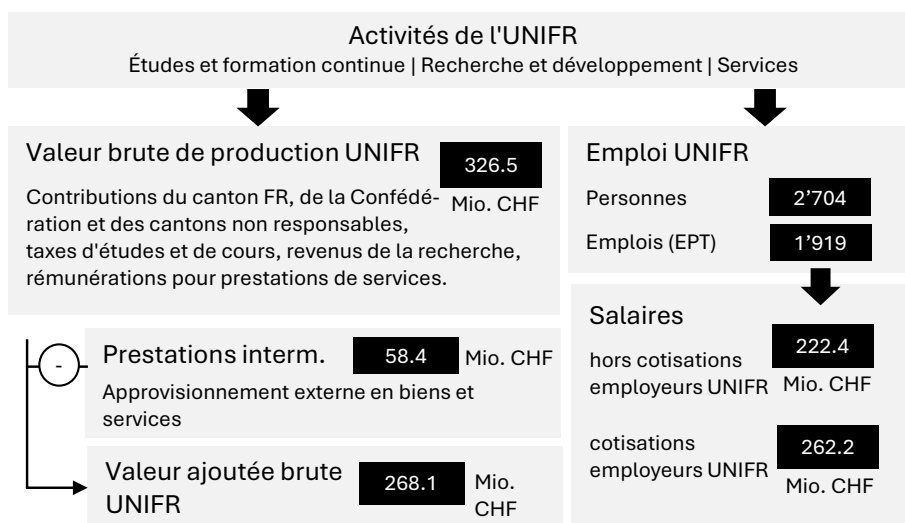 Activités de l'UNIFR
Études et formation continue | Recherche et développement | Services
Valeur brute de production UNIFR
326.5
Mio. CHF
Contributions du canton FR, de la Confédé-
ration et des cantons non responsables,
taxes d'études et de cours, revenus de la recherche,
rémunérations pour prestations de services.
-
Prestations interm.
58.4
Mio. CHF
Approvisionnement externe en biens et
services
Valeur ajoutée brute
UNIFR
268.1
Mio.
CHF
Emploi UNIFR
Personnes
2’704
Emplois (EPT)
1’919
Salaires
hors cotisations
employeurs UNIFR
222.4
Mio. CHF
cotisations
employeurs UNIFR
262.2
Mio. CHF